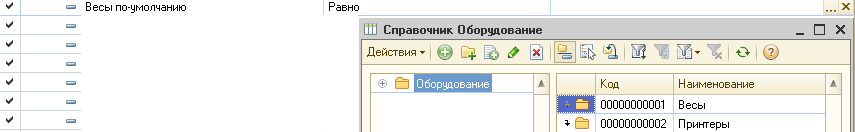 Весы по-умолчанию Равно ...
Справочник Оборудование
Действия
Оборудование
Код Наименование
00000000001 Весы
00000000002 Принтеры